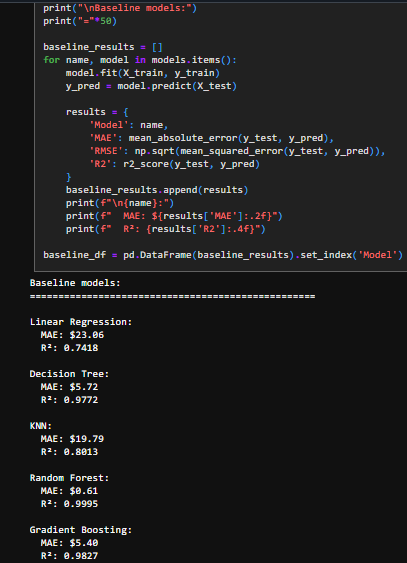 print("\nBaseline models:")
print("="*50)
baseline_results = []
for name, model in models.items():
    model.fit(X_train, y_train)
    y_pred = model.predict(X_test)
    results = {
        'Model': name,
        'MAE': mean_absolute_error(y_test, y_pred),
        'RMSE': np.sqrt(mean_squared_error(y_test, y_pred)),
        'R2': r2_score(y_test, y_pred)
    }
    baseline_results.append(results)
    print(f"\n{name}:")
    print(f"  MAE: ${results['MAE']:.2f}")
    print(f"  R²: {results['R2']:.4f}")
baseline_df = pd.DataFrame(baseline_results).set_index('Model')
Baseline models:
==================================================
Linear Regression:
  MAE: $23.06
  R²: 0.7418
Decision Tree:
  MAE: $5.72
  R²: 0.9772
KNN:
  MAE: $19.79
  R²: 0.8013
Random Forest:
  MAE: $0.61
  R²: 0.9995
Gradient Boosting:
  MAE: $5.40
  R²: 0.9827